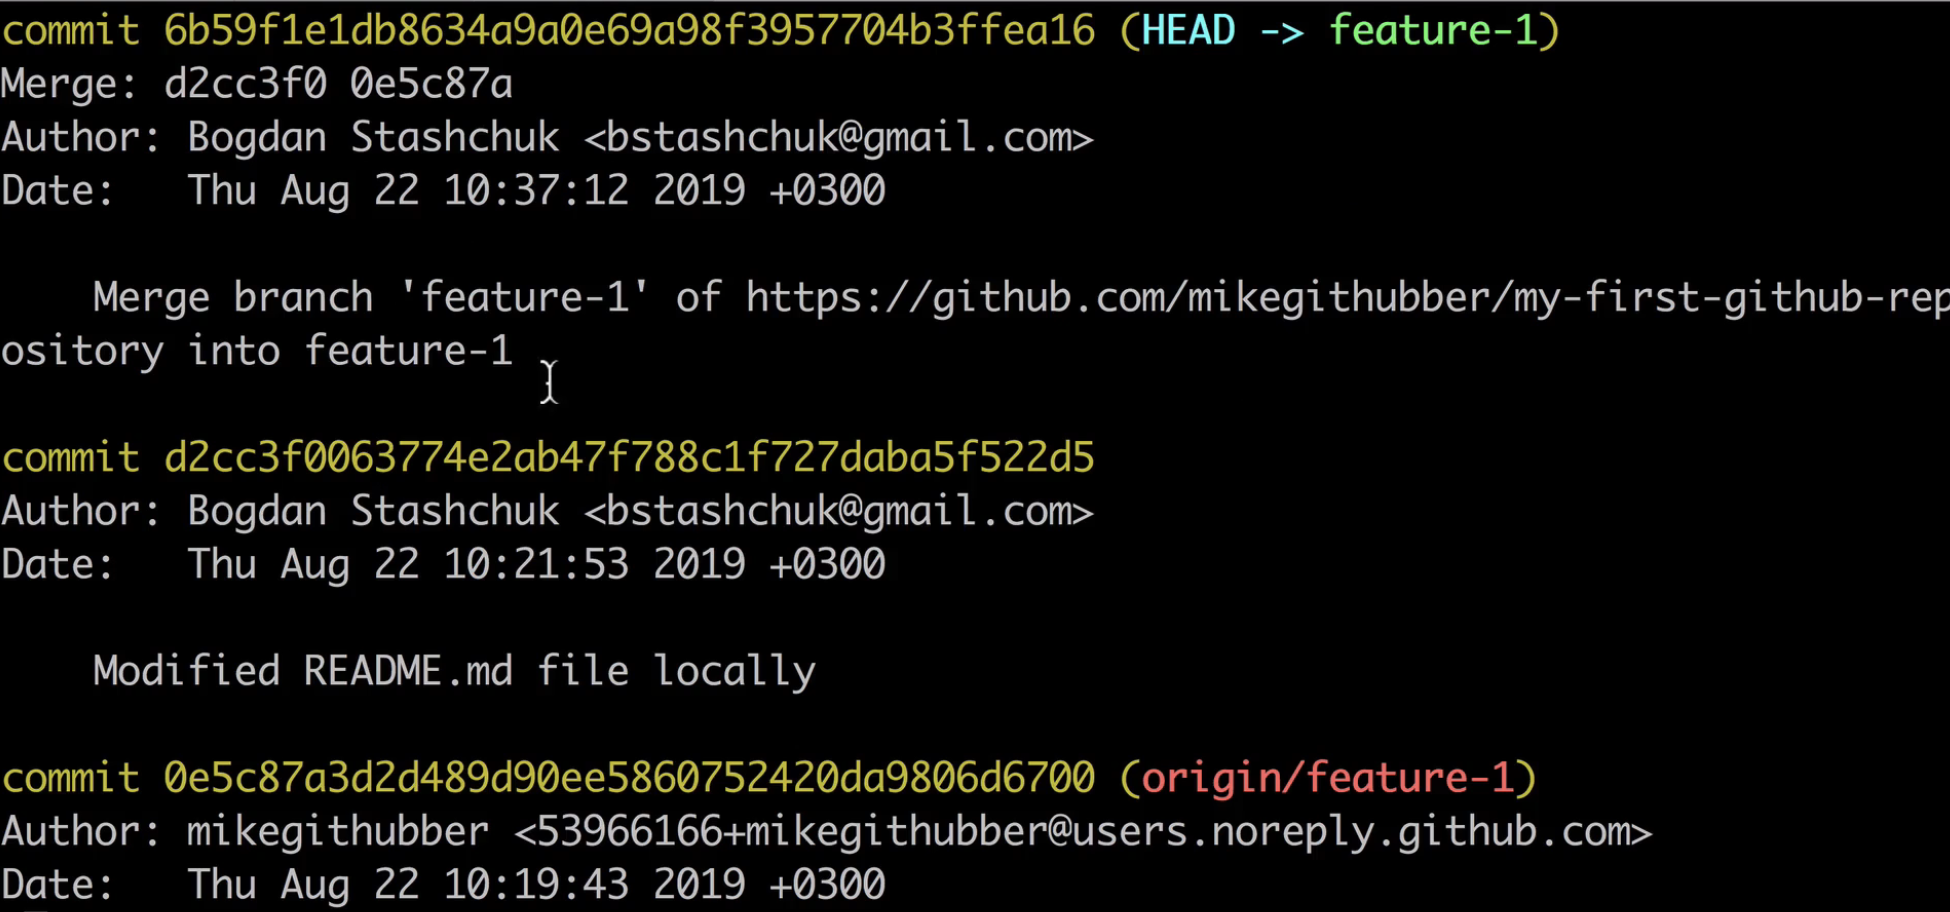 commit 6b59f1e1db8634a9a0e69a98f3957704b3ffea16 (HEAD -> feature-1)
Merge: d2cc3f0 0e5c87a
Author: Bogdan Stashchuk <bstashchuk@gmail.com>
Date:   Thu Aug 22 10:37:12 2019 +0300
Merge branch 'feature-1' of https://github.com/mikegithubber/my-first-github-rep
ository into feature-1
commit d2cc3f0063774e2ab47f788c1f727daba5f522d5
Author: Bogdan Stashchuk <bstashchuk@gmail.com>
Date:   Thu Aug 22 10:21:53 2019 +0300
Modified README.md file locally
commit 0e5c87a3d2d489d90ee5860752420da9806d6700 (origin/feature-1)
Author: mikegithubber <53966166+mikegithubber@users.noreply.github.com>
Date:   Thu Aug 22 10:19:43 2019 +0300